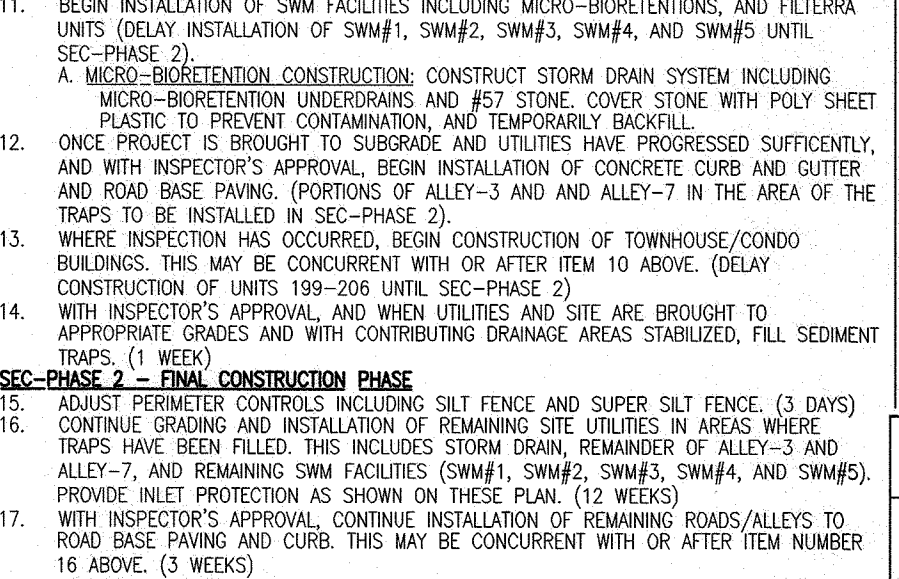 11. BEGIN INSTALLATION OF SWM FACILITIES INCLUDING MICRO-BIORETENTIONS, AND FILTERRA
UNITS (DELAY INSTALLATION OF SWM#1, SWM#2, SWM#3, SWM#4, AND SWM#5 UNTIL
SEC-PHASE 2).
A. MICRO-BIORETENTION CONSTRUCTION: CONSTRUCT STORM DRAIN SYSTEM INCLUDING
MICRO-BIORETENTION UNDERDRAINS AND #57 STONE. COVER STONE WITH POLY SHEET
PLASTIC TO PREVENT CONTAMINATION, AND TEMPORARILY BACKFILL.
12. ONCE PROJECT IS BROUGHT TO SUBGRADE AND UTILITIES HAVE PROGRESSED SUFFICENTLY,
AND WITH INSPECTOR'S APPROVAL, BEGIN INSTALLATION OF CONCRETE CURB AND GUTTER
AND ROAD BASE PAVING. (PORTIONS OF ALLEY-3 AND AND ALLEY-7 IN THE AREA OF THE
TRAPS TO BE INSTALLED IN SEC-PHASE 2).
13. WHERE INSPECTION HAS OCCURRED, BEGIN CONSTRUCTION OF TOWNHOUSE/CONDO
BUILDINGS. THIS MAY BE CONCURRENT WITH OR AFTER ITEM 10 ABOVE. (DELAY
CONSTRUCTION OF UNITS 199-206 UNTIL SEC-PHASE 2)
14. WITH INSPECTOR'S APPROVAL, AND WHEN UTILITIES AND SITE ARE BROUGHT TO
APPROPRIATE GRADES AND WITH CONTRIBUTING DRAINAGE AREAS STABILIZED, FILL SEDIMENT
TRAPS. (1 WEEK)
SEC-PHASE 2 - FINAL CONSTRUCTION PHASE
15. ADJUST PERIMETER CONTROLS INCLUDING SILT FENCE AND SUPER SILT FENCE. (3 DAYS)
16. CONTINUE GRADING AND INSTALLATION OF REMAINING SITE UTILITIES IN AREAS WHERE
TRAPS HAVE BEEN FILLED. THIS INCLUDES STORM DRAIN, REMAINDER OF ALLEY-3 AND
ALLEY-7, AND REMAINING SWM FACILITIES (SWM#1, SWM#2, SWM#3, SWM#4, AND SWM#5).
PROVIDE INLET PROTECTION AS SHOWN ON THESE PLAN. (12 WEEKS)
17. WITH INSPECTOR'S APPROVAL, CONTINUE INSTALLATION OF REMAINING ROADS/ALLEYS TO
ROAD BASE PAVING AND CURB. THIS MAY BE CONCURRENT WITH OR AFTER ITEM NUMBER
16 ABOVE. (3 WEEKS)